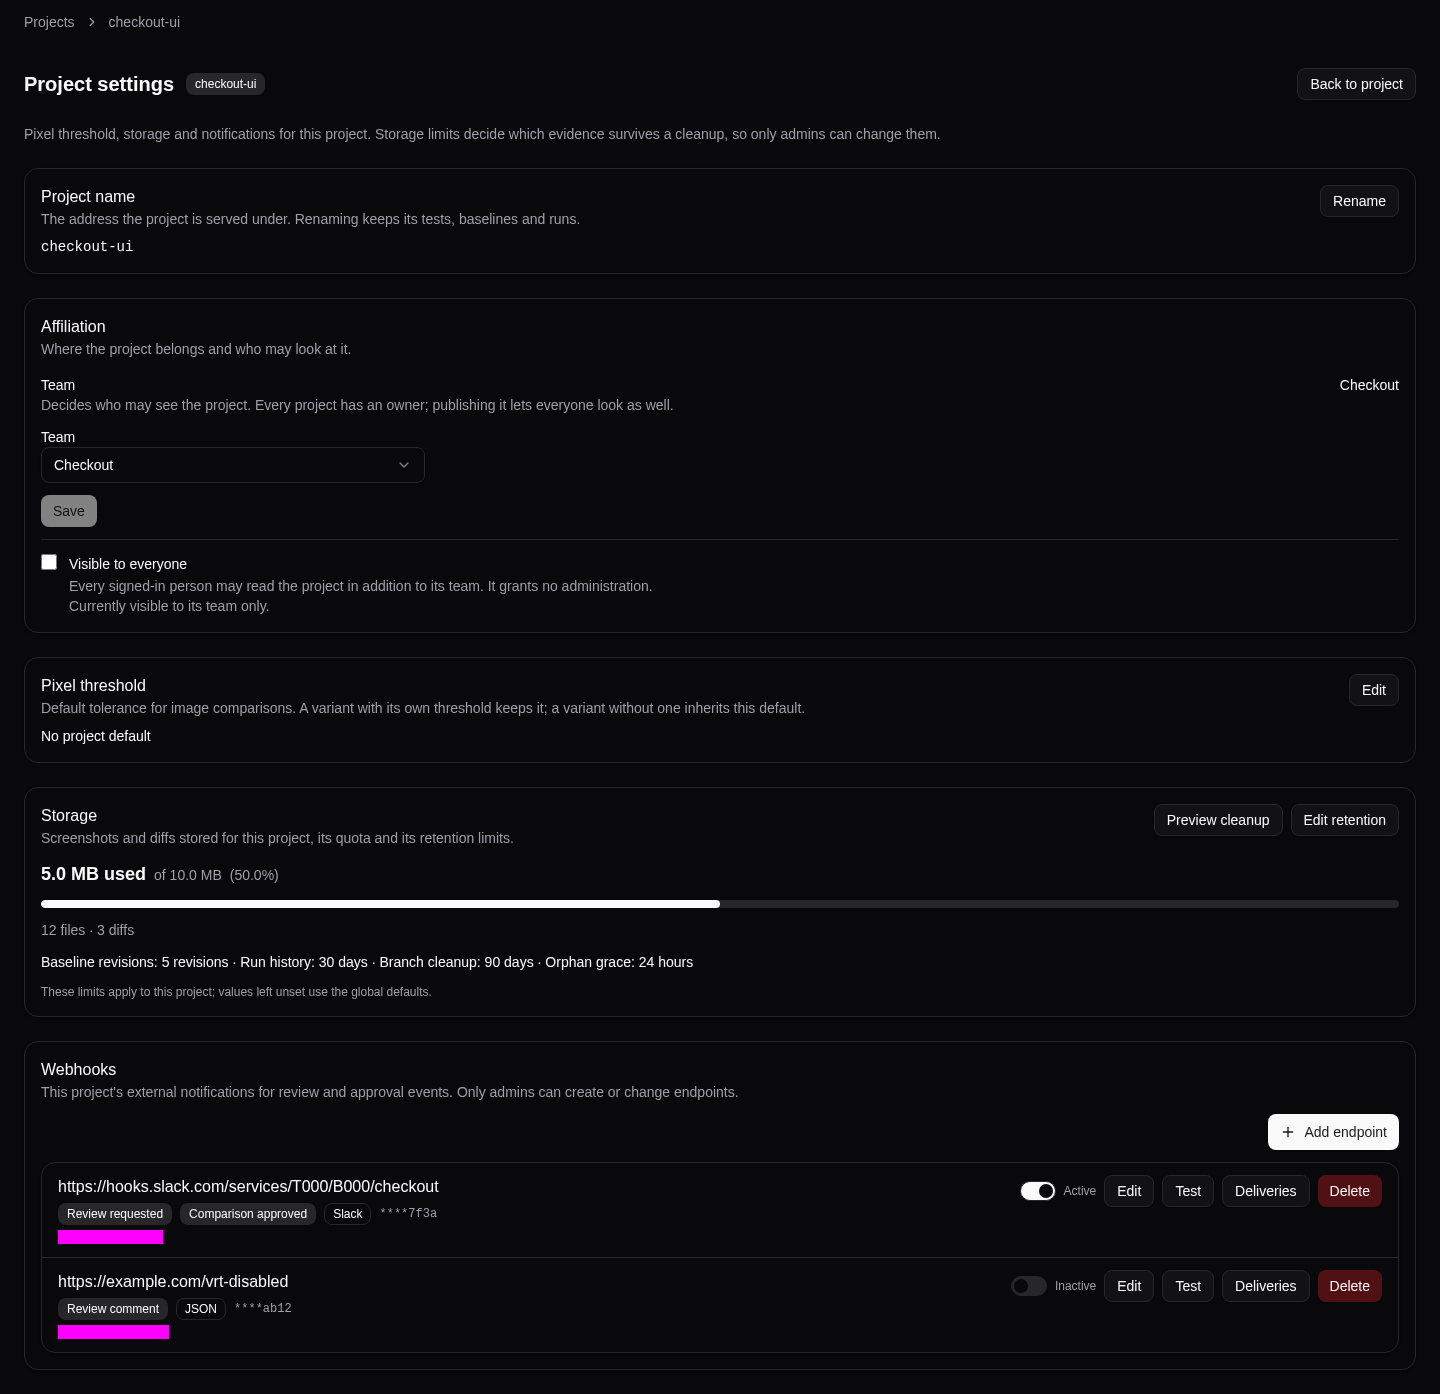 Projects > checkout-ui
Project settings checkout-ui
Back to project
Pixel threshold, storage and notifications for this project. Storage limits decide which evidence survives a cleanup, so only admins can change them.
Project name
Rename
The address the project is served under. Renaming keeps its tests, baselines and runs.
checkout-ui
Affiliation
Where the project belongs and who may look at it.
Team
Checkout
Decides who may see the project. Every project has an owner; publishing it lets everyone look as well.
Team
Checkout
Save
Visible to everyone
Every signed-in person may read the project in addition to its team. It grants no administration.
Currently visible to its team only.
Pixel threshold
Edit
Default tolerance for image comparisons. A variant with its own threshold keeps it; a variant without one inherits this default.
No project default
Storage
Preview cleanup Edit retention
Screenshots and diffs stored for this project, its quota and its retention limits.
5.0 MB used of 10.0 MB (50.0%)
12 files · 3 diffs
Baseline revisions: 5 revisions · Run history: 30 days · Branch cleanup: 90 days · Orphan grace: 24 hours
These limits apply to this project; values left unset use the global defaults.
Webhooks
This project's external notifications for review and approval events. Only admins can create or change endpoints.
+ Add endpoint
https://hooks.slack.com/services/T000/B000/checkout
Active Edit Test Deliveries Delete
Review requested Comparison approved Slack ****7f3a
https://example.com/vrt-disabled
Inactive Edit Test Deliveries Delete
Review comment JSON ****ab12